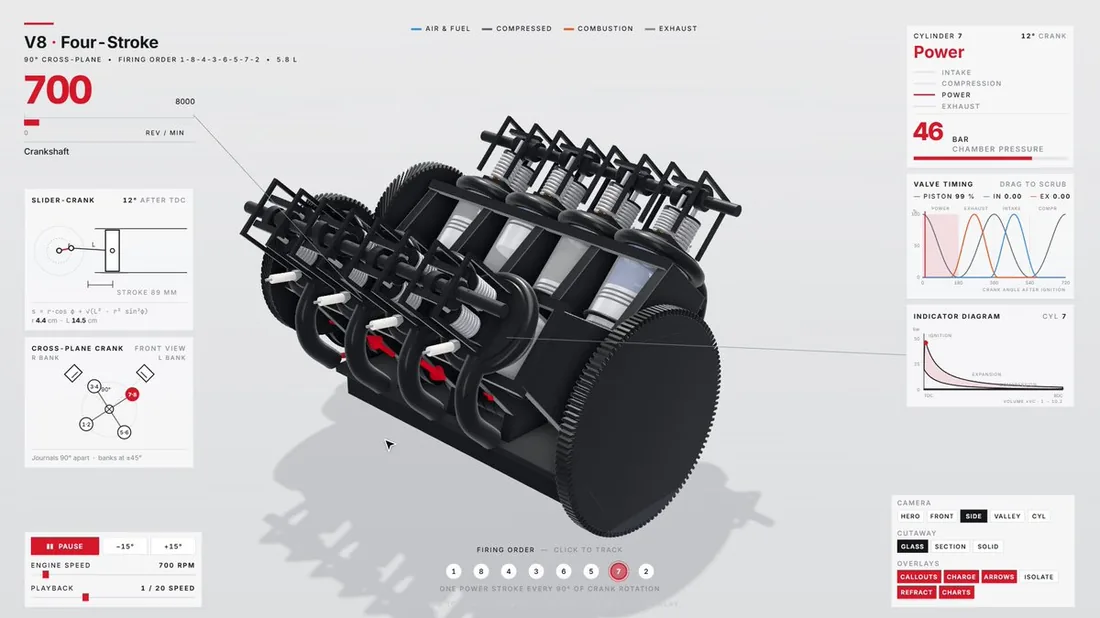 V8 · Four-Stroke
90° CROSS-PLANE • FIRING ORDER 1-8-4-3-6-5-7-2 • 5.8 L
700
8000
0 REV / MIN
Crankshaft
AIR & FUEL COMPRESSED COMBUSTION EXHAUST
SLIDER-CRANK 12° AFTER TDC
L
STROKE 89 MM
s = r·cos φ + √(L² - r² sin²φ)
r 4.4 cm · L 14.5 cm
CROSS-PLANE CRANK FRONT VIEW
R BANK L BANK
3-4
90°
7-8
1-2
5-6
Journals 90° apart · banks at ±45°
PAUSE −15° +15°
ENGINE SPEED 700 RPM
PLAYBACK 1 / 20 SPEED
FIRING ORDER — CLICK TO TRACK
1 8 4 3 6 5 7 2
ONE POWER STROKE EVERY 90° OF CRANK ROTATION
CYLINDER 7 12° CRANK
Power
INTAKE
COMPRESSION
POWER
EXHAUST
46 BAR
CHAMBER PRESSURE
VALVE TIMING DRAG TO SCRUB
— PISTON 99 % — IN 0.00 — EX 0.00
POWER EXHAUST INTAKE COMPR
100
50
0
0 180 360 540 720
CRANK ANGLE AFTER IGNITION
INDICATOR DIAGRAM CYL 7
bar
50
IGNITION
25
EXPANSION
0
TDC BDC
CAMERA
HERO FRONT SIDE VALLEY CYL
CUTAWAY
GLASS SECTION SOLID
OVERLAYS
CALLOUTS CHARGE ARROWS ISOLATE
REFRACT CHARTS